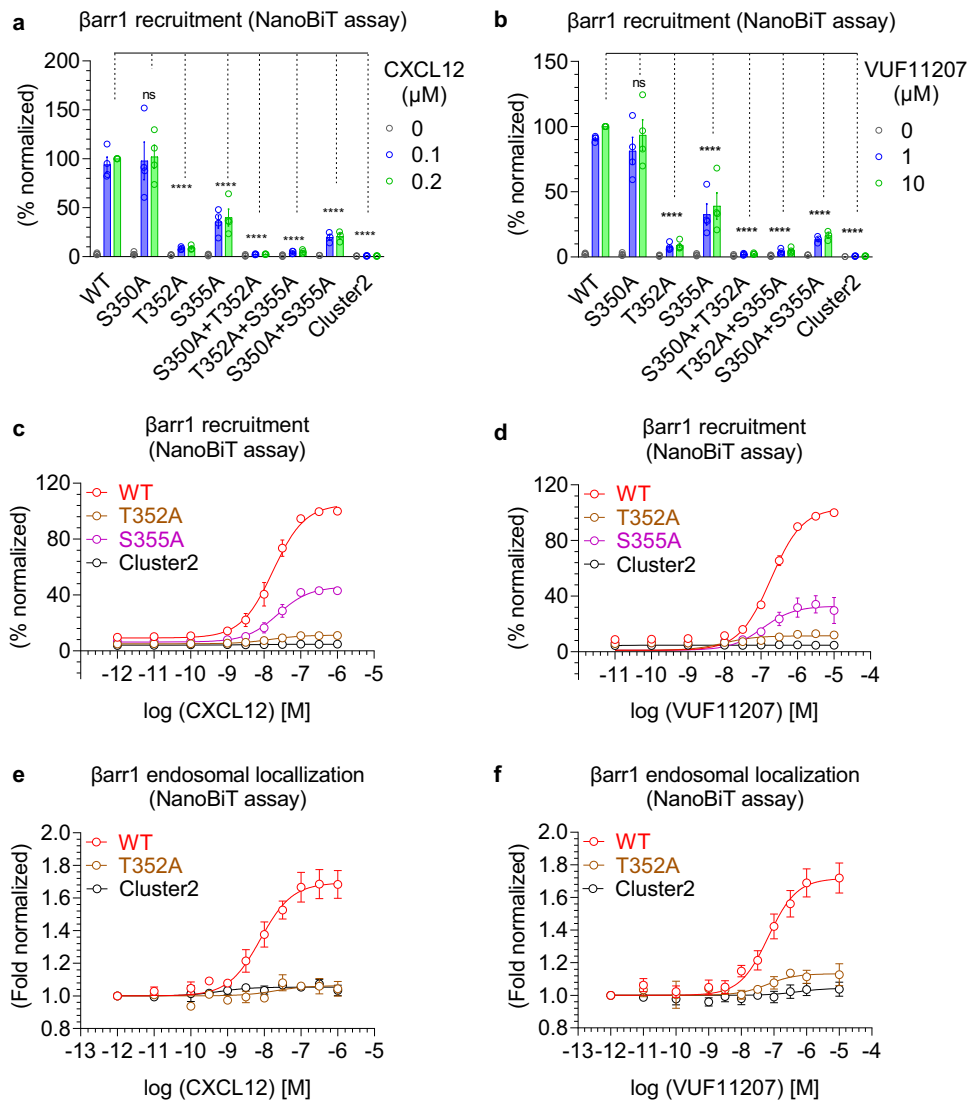 a
βarr1 recruitment (NanoBiT assay)
(% normalized)
200
150
100
50
0
ns
****
****
****
****
****
****
CXCL12
(µM)
0
0.1
0.2
WT
S350A
T352A
S355A
S350A+T352A
T352A+S355A
S350A+S355A
Cluster2
b
βarr1 recruitment (NanoBiT assay)
(% normalized)
150
100
50
0
ns
****
****
****
****
****
****
VUF11207
(µM)
0
1
10
WT
S350A
T352A
S355A
S350A+T352A
T352A+S355A
S350A+S355A
Cluster2
c
βarr1 recruitment
(NanoBiT assay)
(% normalized)
120
80
40
0
WT
T352A
S355A
Cluster2
-12 -11 -10 -9 -8 -7 -6 -5
log (CXCL12) [M]
d
βarr1 recruitment
(NanoBiT assay)
(% normalized)
120
80
40
0
WT
T352A
S355A
Cluster2
-11 -10 -9 -8 -7 -6 -5 -4
log (VUF11207) [M]
e
βarr1 endosomal locallization
(NanoBiT assay)
(Fold normalized)
2.0
1.8
1.6
1.4
1.2
1.0
0.8
WT
T352A
Cluster2
-13 -12 -11 -10 -9 -8 -7 -6 -5
log (CXCL12) [M]
f
βarr1 endosomal localization
(NanoBiT assay)
(Fold normalized)
2.0
1.8
1.6
1.4
1.2
1.0
0.8
WT
T352A
Cluster2
-13 -12 -11 -10 -9 -8 -7 -6 -5 -4
log (VUF11207) [M]